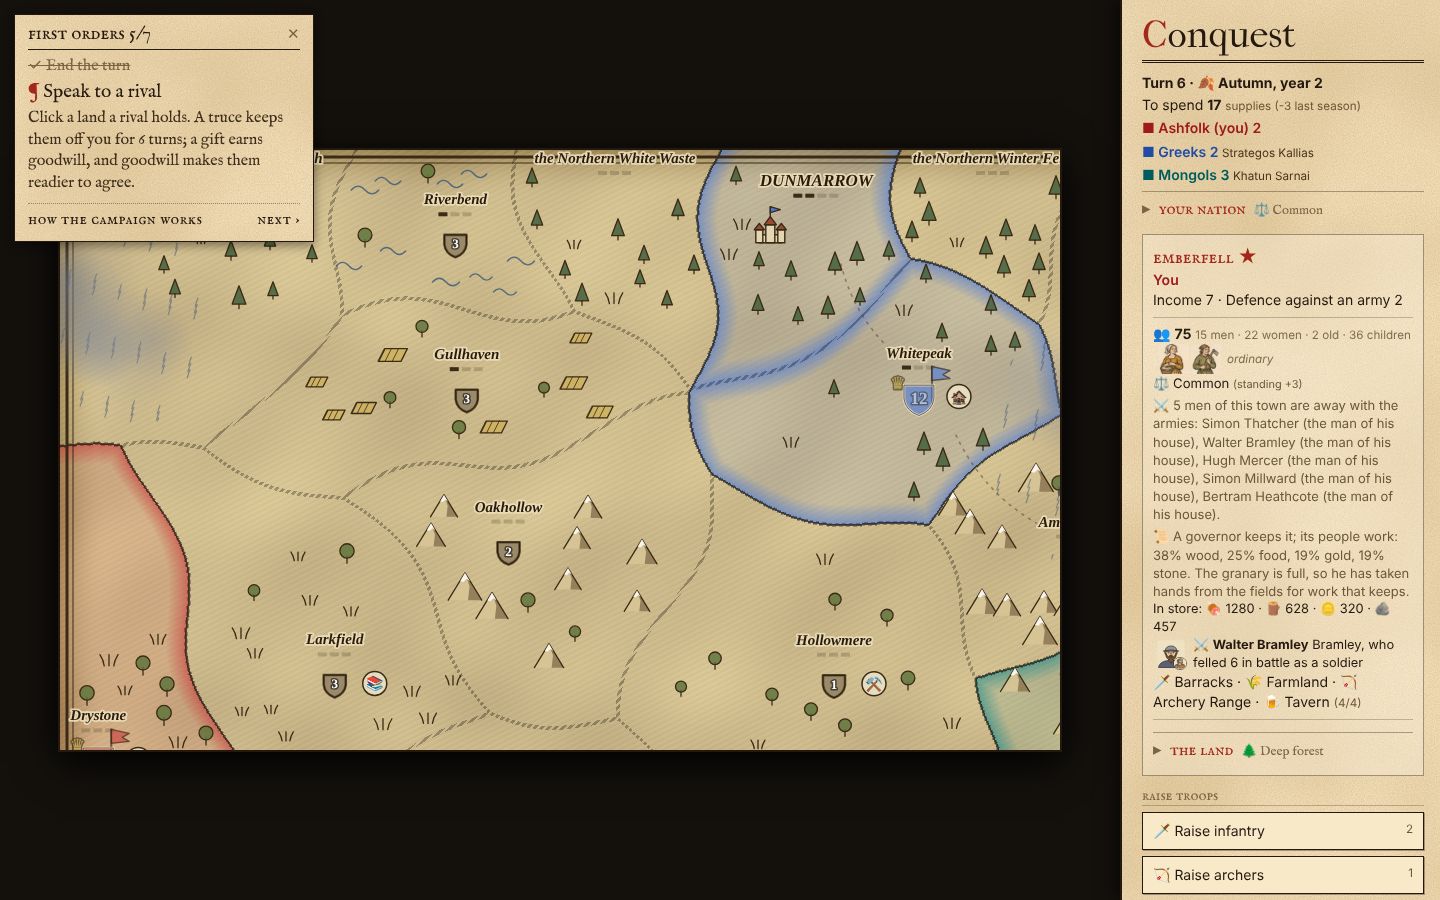 FIRST ORDERS 5/7
×
✓ End the turn
¶ Speak to a rival
Click a land a rival holds. A truce keeps
them off you for 6 turns; a gift earns
goodwill, and goodwill makes them
readier to agree.
HOW THE CAMPAIGN WORKS
NEXT ›
the Northern White Waste
the Northern Winter Fe
DUNMARROW
Riverbend
3
Gullhaven
3
Whitepeak
12
Oakhollow
2
Am
Larkfield
3
Hollowmere
1
Drystone
Conquest
Turn 6 · 🍂 Autumn, year 2
To spend 17 supplies (-3 last season)
Ashfolk (you) 2
Greeks 2 Strategos Kallias
Mongols 3 Khatun Sarnai
▶ YOUR NATION ⚖️ Common
EMBERFELL ★
You
Income 7 · Defence against an army 2
👥 75 15 men · 22 women · 2 old · 36 children
ordinary
⚖️ Common (standing +3)
⚔️ 5 men of this town are away with the
armies: Simon Thatcher (the man of his
house), Walter Bramley (the man of his
house), Hugh Mercer (the man of his
house), Simon Millward (the man of his
house), Bertram Heathcote (the man of
his house).
📜 A governor keeps it; its people work:
38% wood, 25% food, 19% gold, 19%
stone. The granary is full, so he has taken
hands from the fields for work that keeps.
In store: 🍖 1280 · 🪵 628 · 🪙 320 · 🪨
457
⚔️ Walter Bramley Bramley, who
felled 6 in battle as a soldier
🗡️ Barracks · 🌾 Farmland · 🏹
Archery Range · 🍺 Tavern (4/4)
▶ THE LAND 🌲 Deep forest
RAISE TROOPS
🗡️ Raise infantry 2
🏹 Raise archers 1